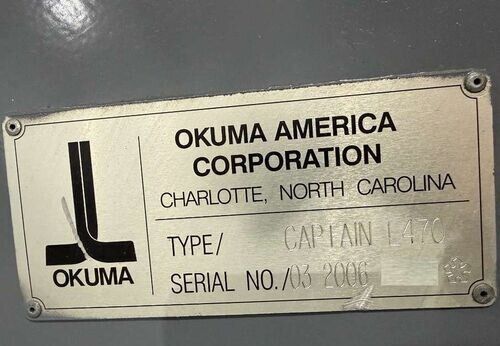 OKUMA AMERICA
CORPORATION
CHARLOTTE, NORTH CAROLINA
TYPE/ CAPTAIN L470
SERIAL NO./03 2006
OKUMA